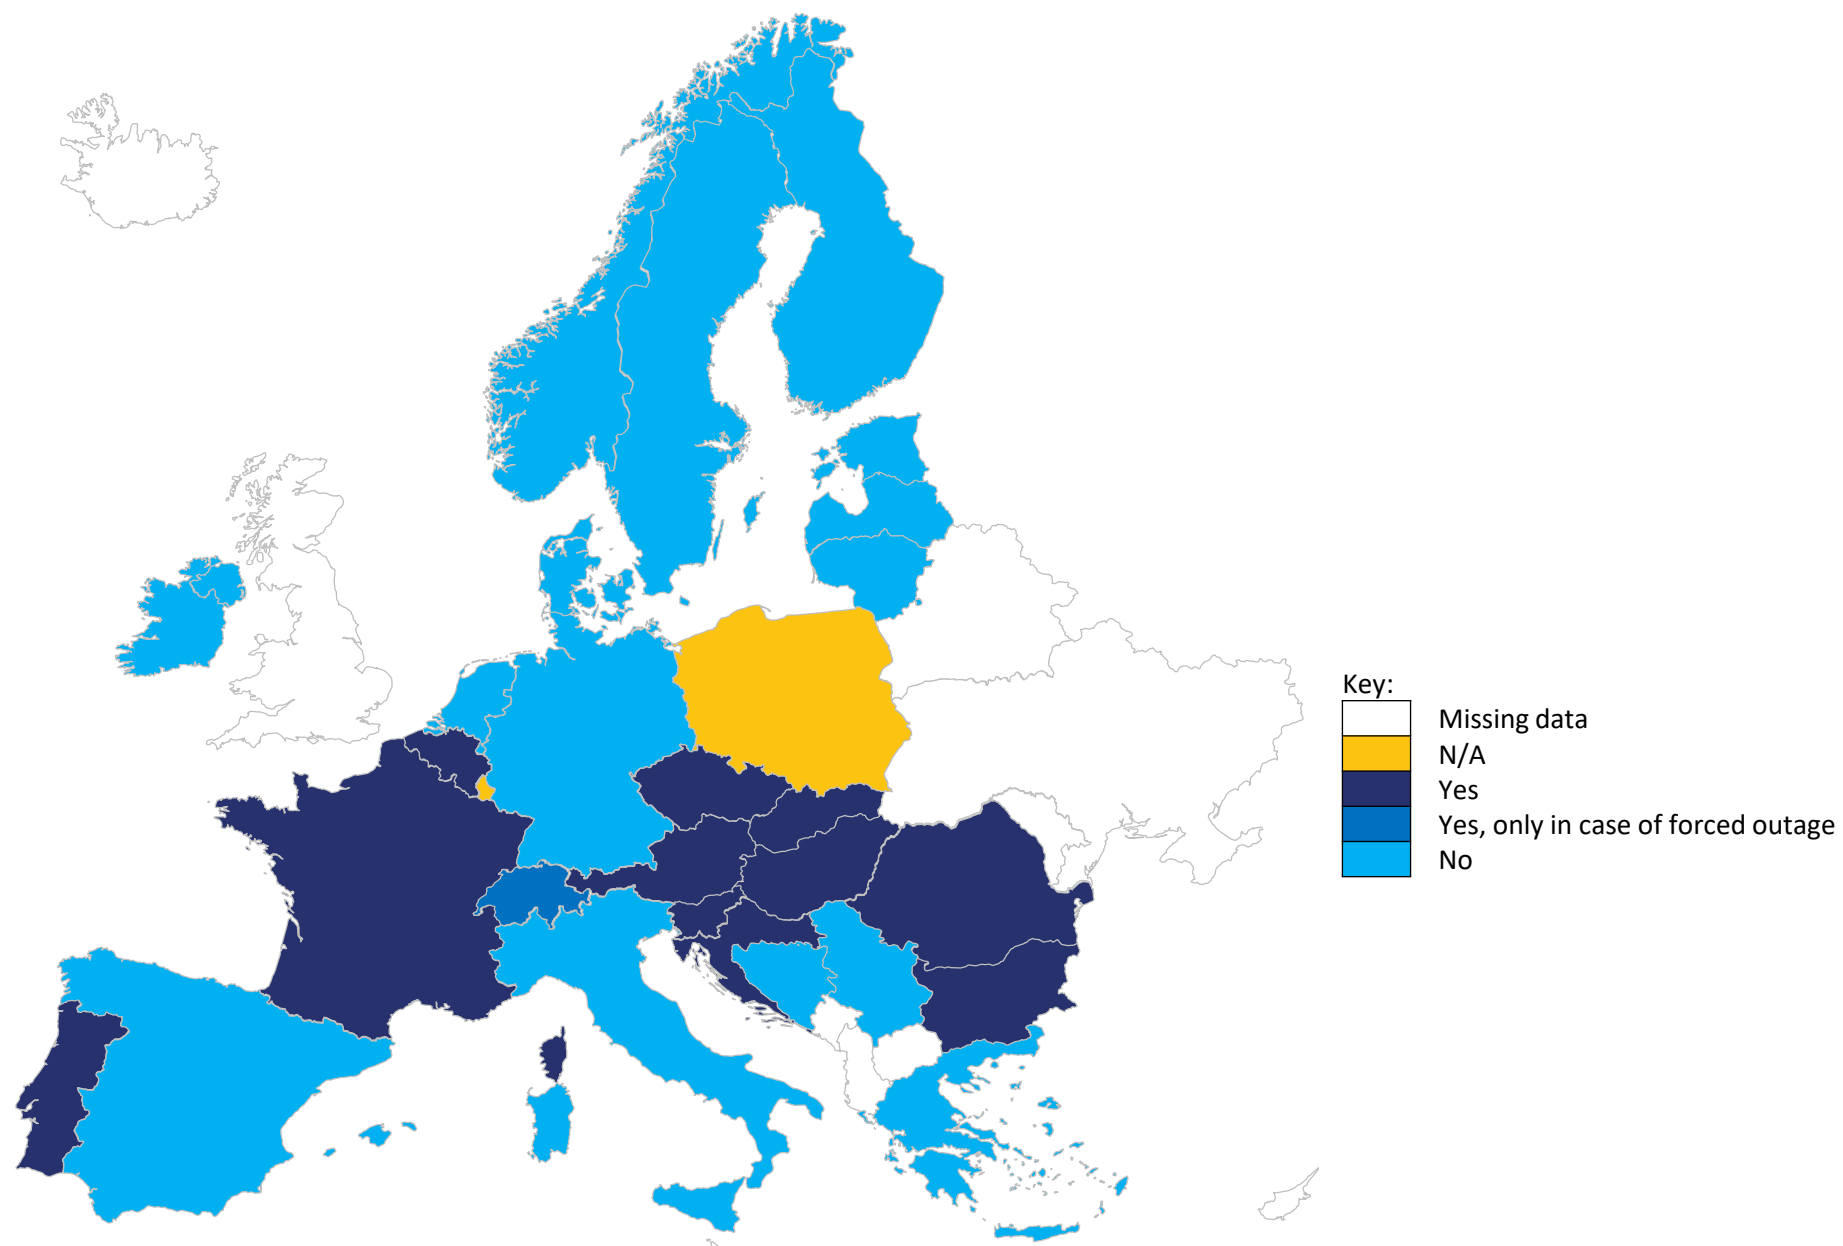 Key:
Missing data
N/A
Yes
Yes, only in case of forced outage
No